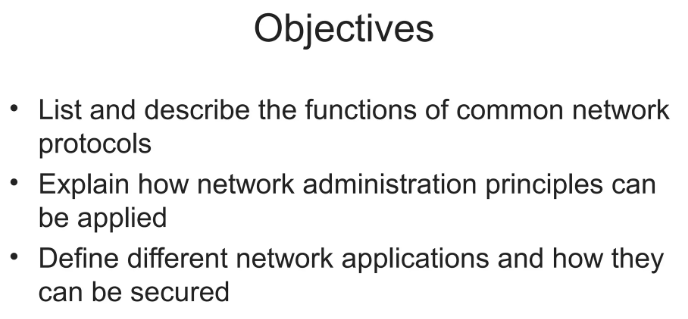 Objectives
• List and describe the functions of common network
protocols
• Explain how network administration principles can
be applied
• Define different network applications and how they
can be secured